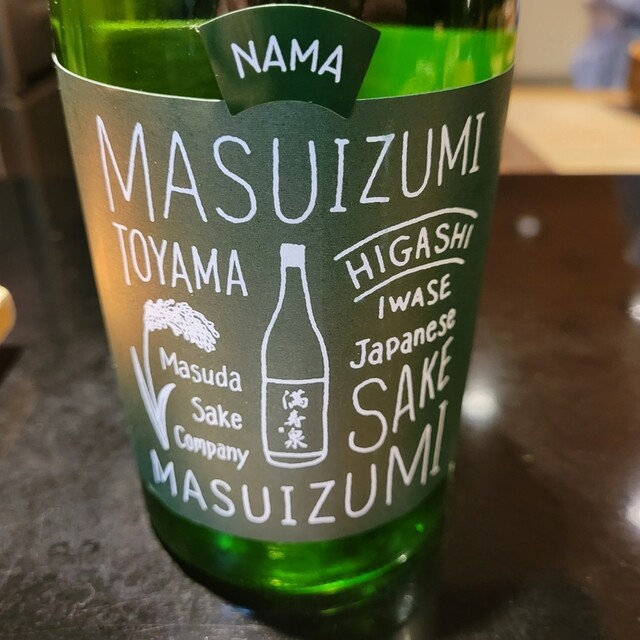 NAMA
MASUIZUMI
TOYAMA
HIGASHI
IWASE
Japanese
SAKE
Masuda
Sake
Company
満寿泉
MASUIZUMI